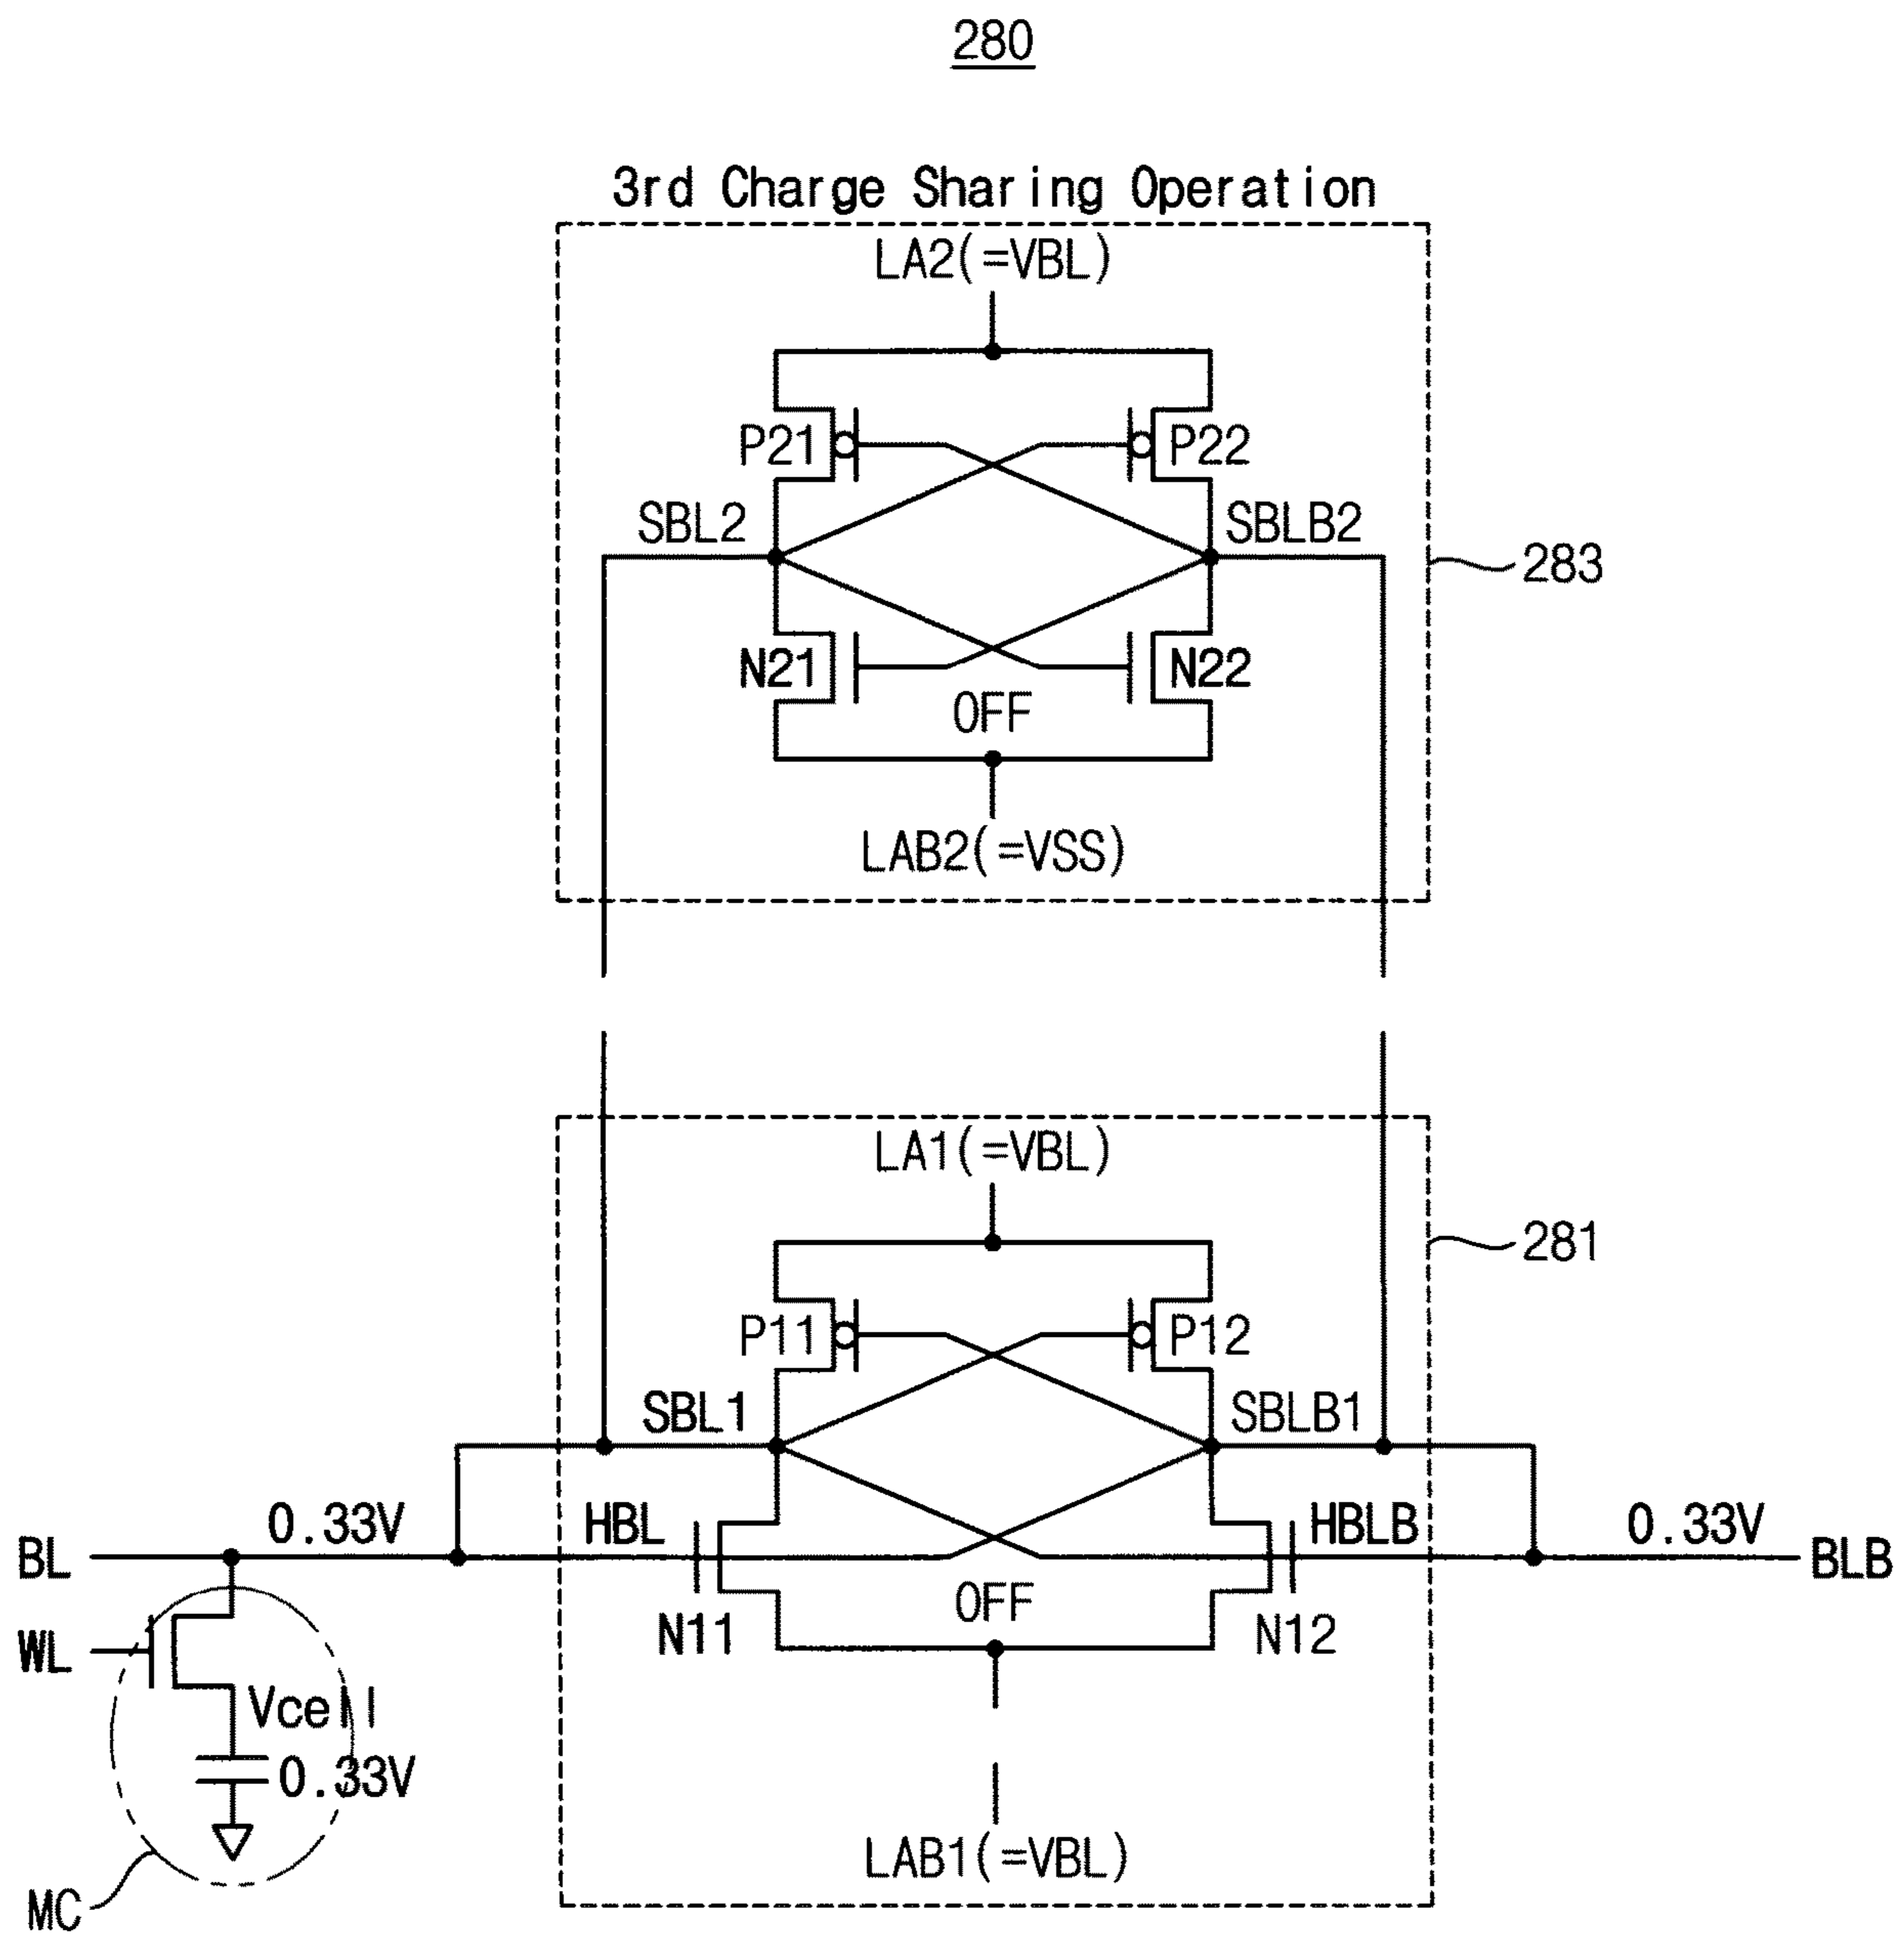 280
3rd Charge Sharing Operation
LA2(=VBL)
P21
P22
SBL2
SBLB2
283
N21
N22
OFF
LAB2(=VSS)
LA1(=VBL)
281
P11
P12
SBL1
SBLB1
0.33V
HBL
HBLB
0.33V
BL
BLB
OFF
WL
N11
N12
Vcell
0.33V
LAB1(=VBL)
MC